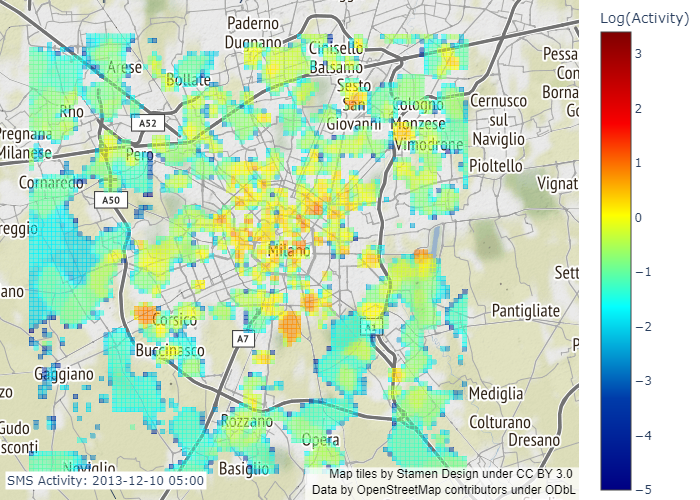 Log(Activity)
Paderno
Dugnano
Cinisello
Balsamo
Arese
Bollate
Sesto
San
Giovanni
Cologno
Monzese
Vimodrone
Cernusco
sul
Naviglio
Pessa
Con
Borna
Go
Rho
A52
Pregnana
Milanese
Pero
Pioltello
Cornaredo
Vignat
A50
reggio
Milano
Sett
ano
Pantigliate
Corsico
A1
A7
Buccinasco
P
Gaggiano
zo
Mediglia
Gudo
sconti
Rozzano
Colturano
Dresano
Opera
Noviglio
Basiglio
SMS Activity: 2013-12-10 05:00
Map tiles by Stamen Design under CC BY 3.0
Data by OpenStreetMap contributors under ODbL
3
2
1
0
−1
−2
−3
−4
−5